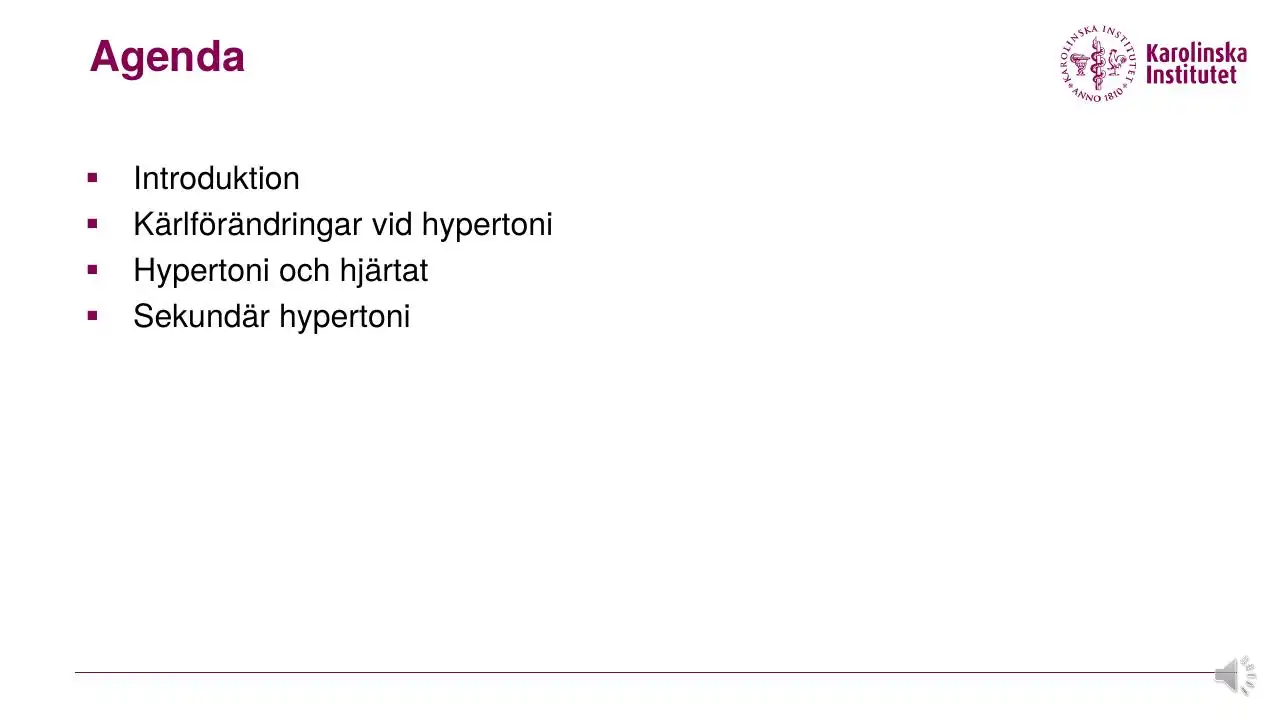 Agenda
KAROLINSKA INSTITUTET
ANNO 1810
Karolinska
Institutet
Introduktion
Kärlförändringar vid hypertoni
Hypertoni och hjärtat
Sekundär hypertoni